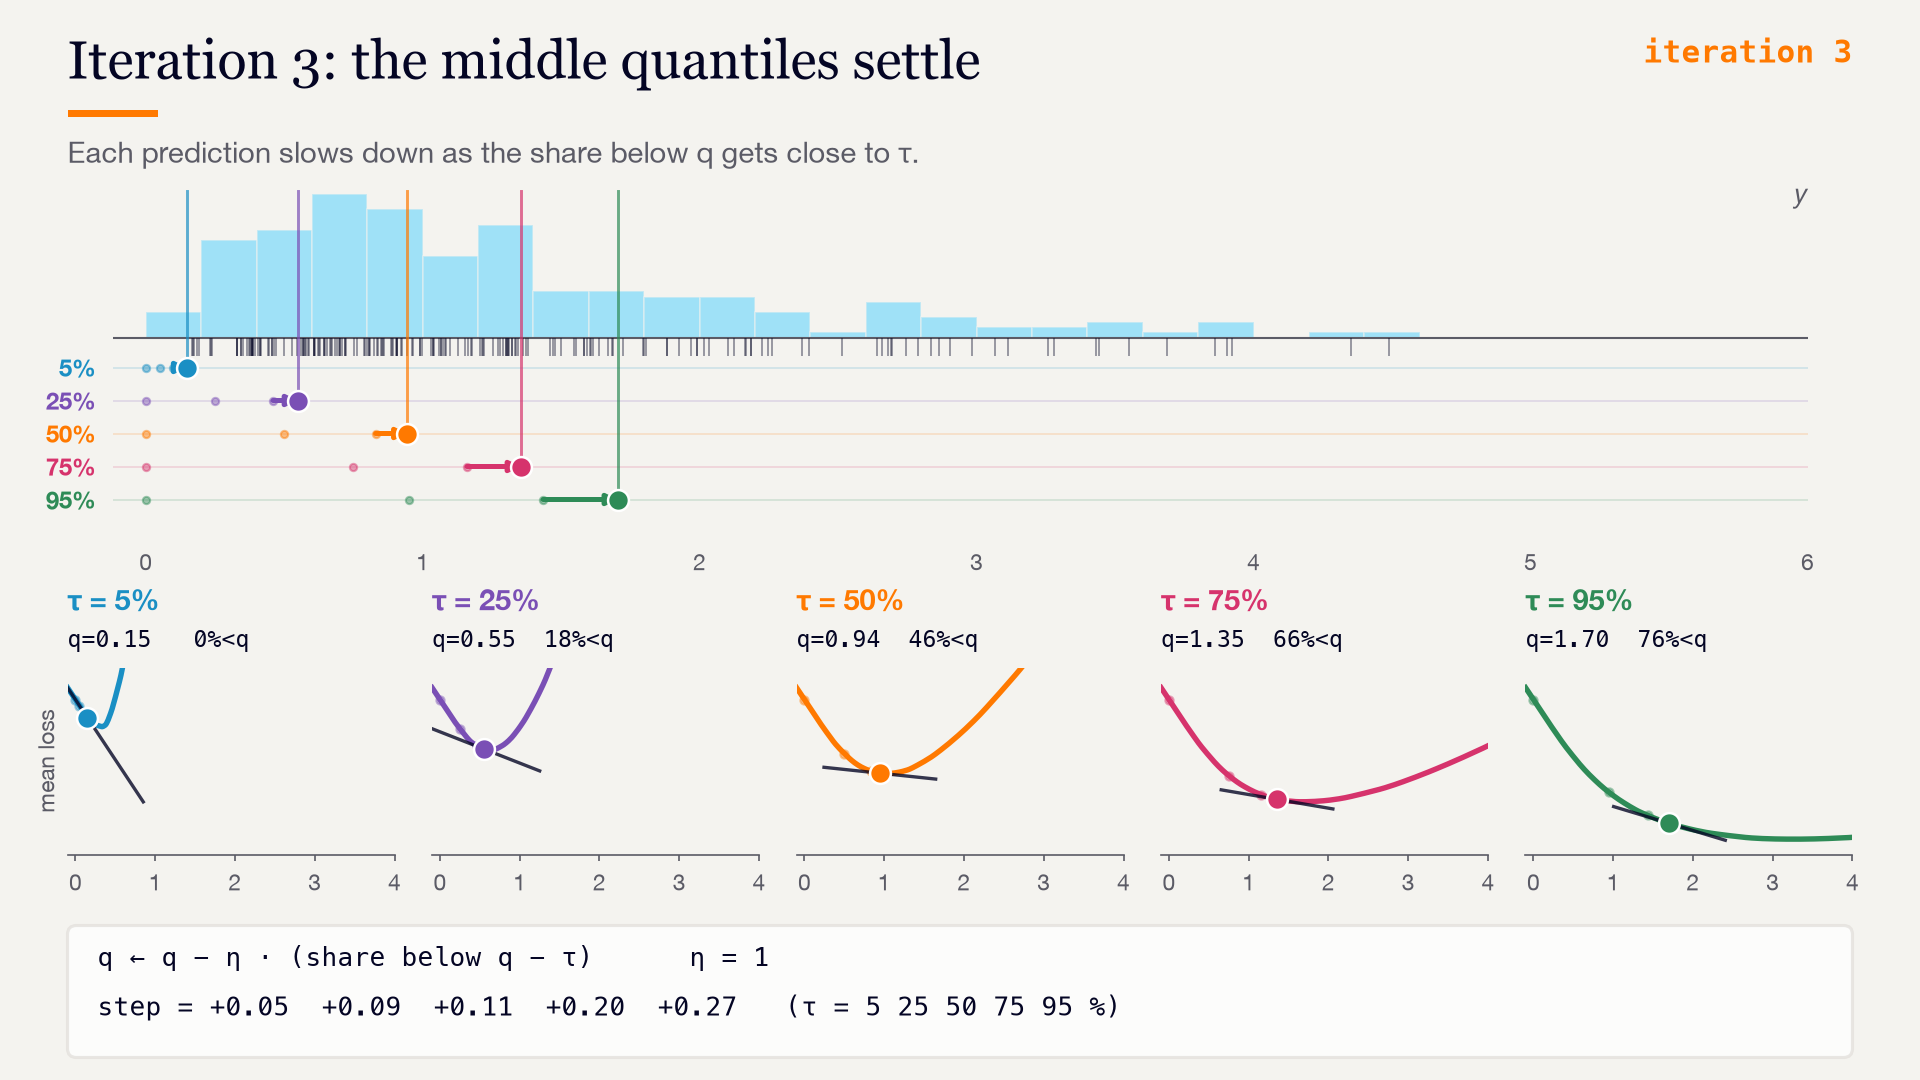 Iteration 3: the middle quantiles settle
iteration 3
Each prediction slows down as the share below q gets close to τ.
y
5%
25%
50%
75%
95%
0 1 2 3 4 5 6
τ = 5% τ = 25% τ = 50% τ = 75% τ = 95%
q=0.15 0%<q q=0.55 18%<q q=0.94 46%<q q=1.35 66%<q q=1.70 76%<q
mean loss
0 1 2 3 4 0 1 2 3 4 0 1 2 3 4 0 1 2 3 4 0 1 2 3 4
q ← q − η · (share below q − τ) η = 1
step = +0.05 +0.09 +0.11 +0.20 +0.27 (τ = 5 25 50 75 95 %)